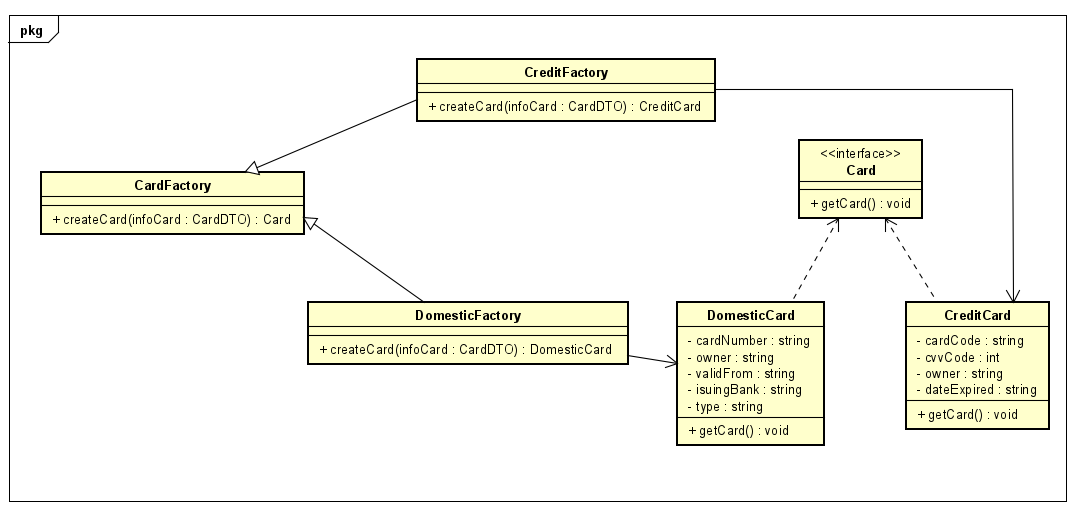 pkg
CreditFactory
+ createCard(infoCard : CardDTO) : CreditCard
<<interface>>
Card
+ getCard() : void
CardFactory
+ createCard(infoCard : CardDTO) : Card
DomesticFactory
+ createCard(infoCard : CardDTO) : DomesticCard
DomesticCard
- cardNumber : string
- owner : string
- validFrom : string
- isuingBank : string
- type : string
+ getCard() : void
CreditCard
- cardCode : string
- cvvCode : int
- owner : string
- dateExpired : string
+ getCard() : void